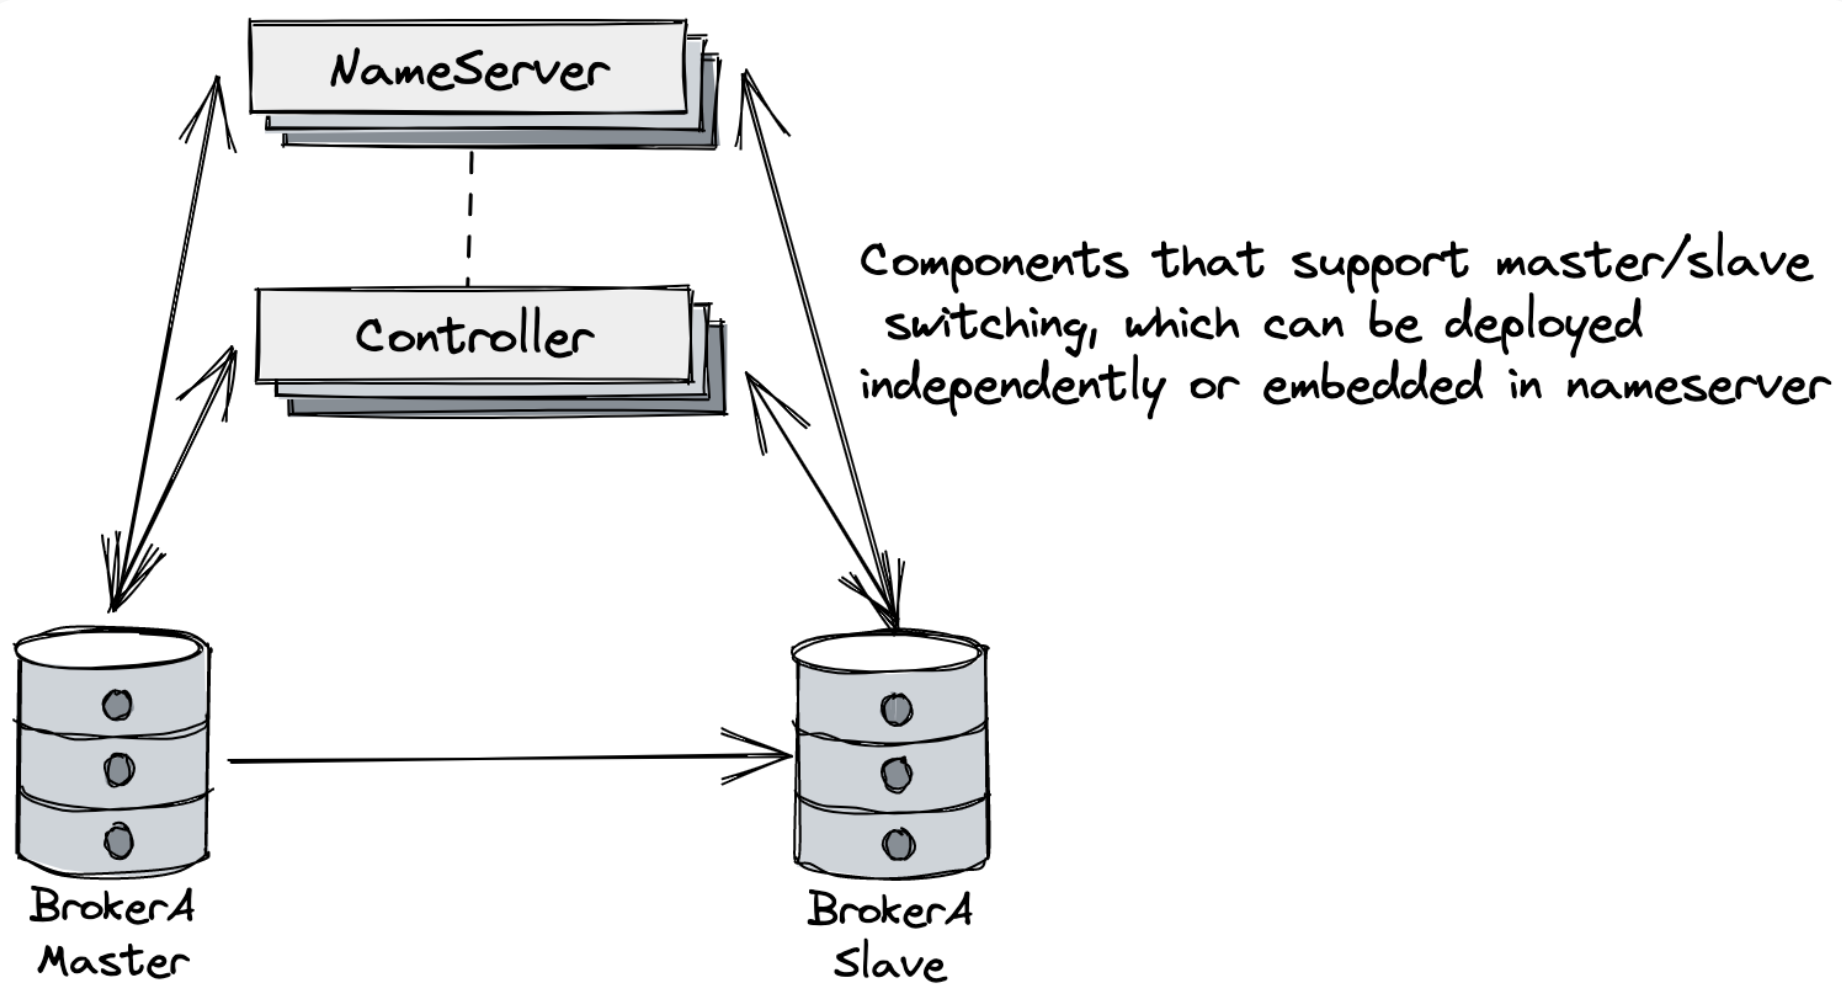 NameServer
Controller
Components that support master/slave
switching, which can be deployed
independently or embedded in nameserver
BrokerA
Master
BrokerA
Slave